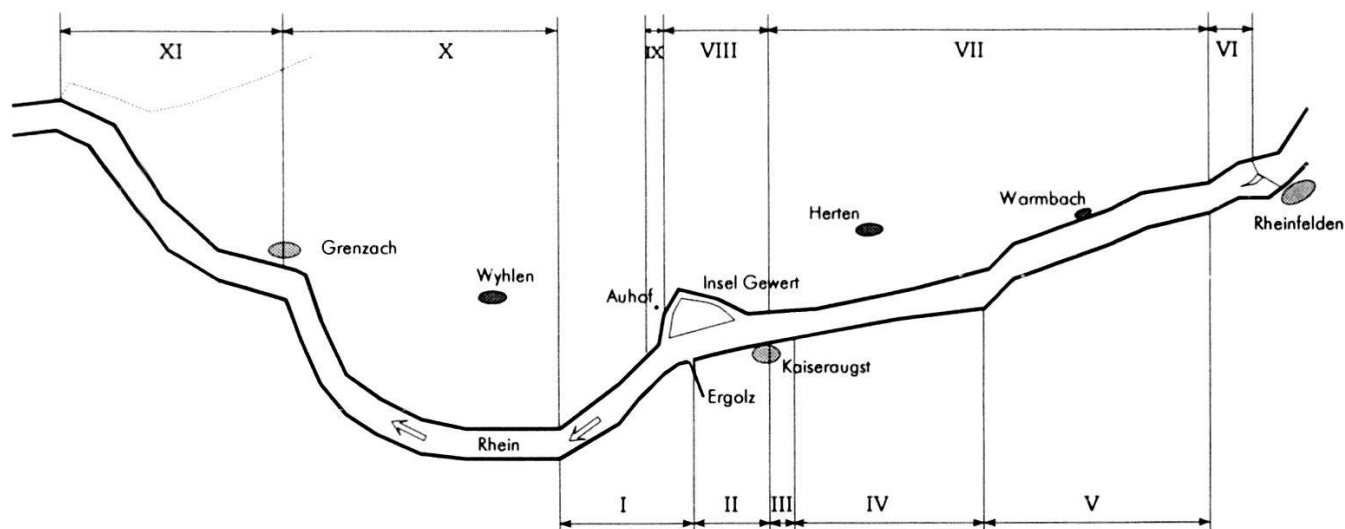 XI X IX VIII VII VI
Grenzach
Wyhlen
Auhof
Insel Gewert
Herten
Warmbach
Rheinfelden
Kaiseraugst
Ergolz
Rhein
I II III IV V